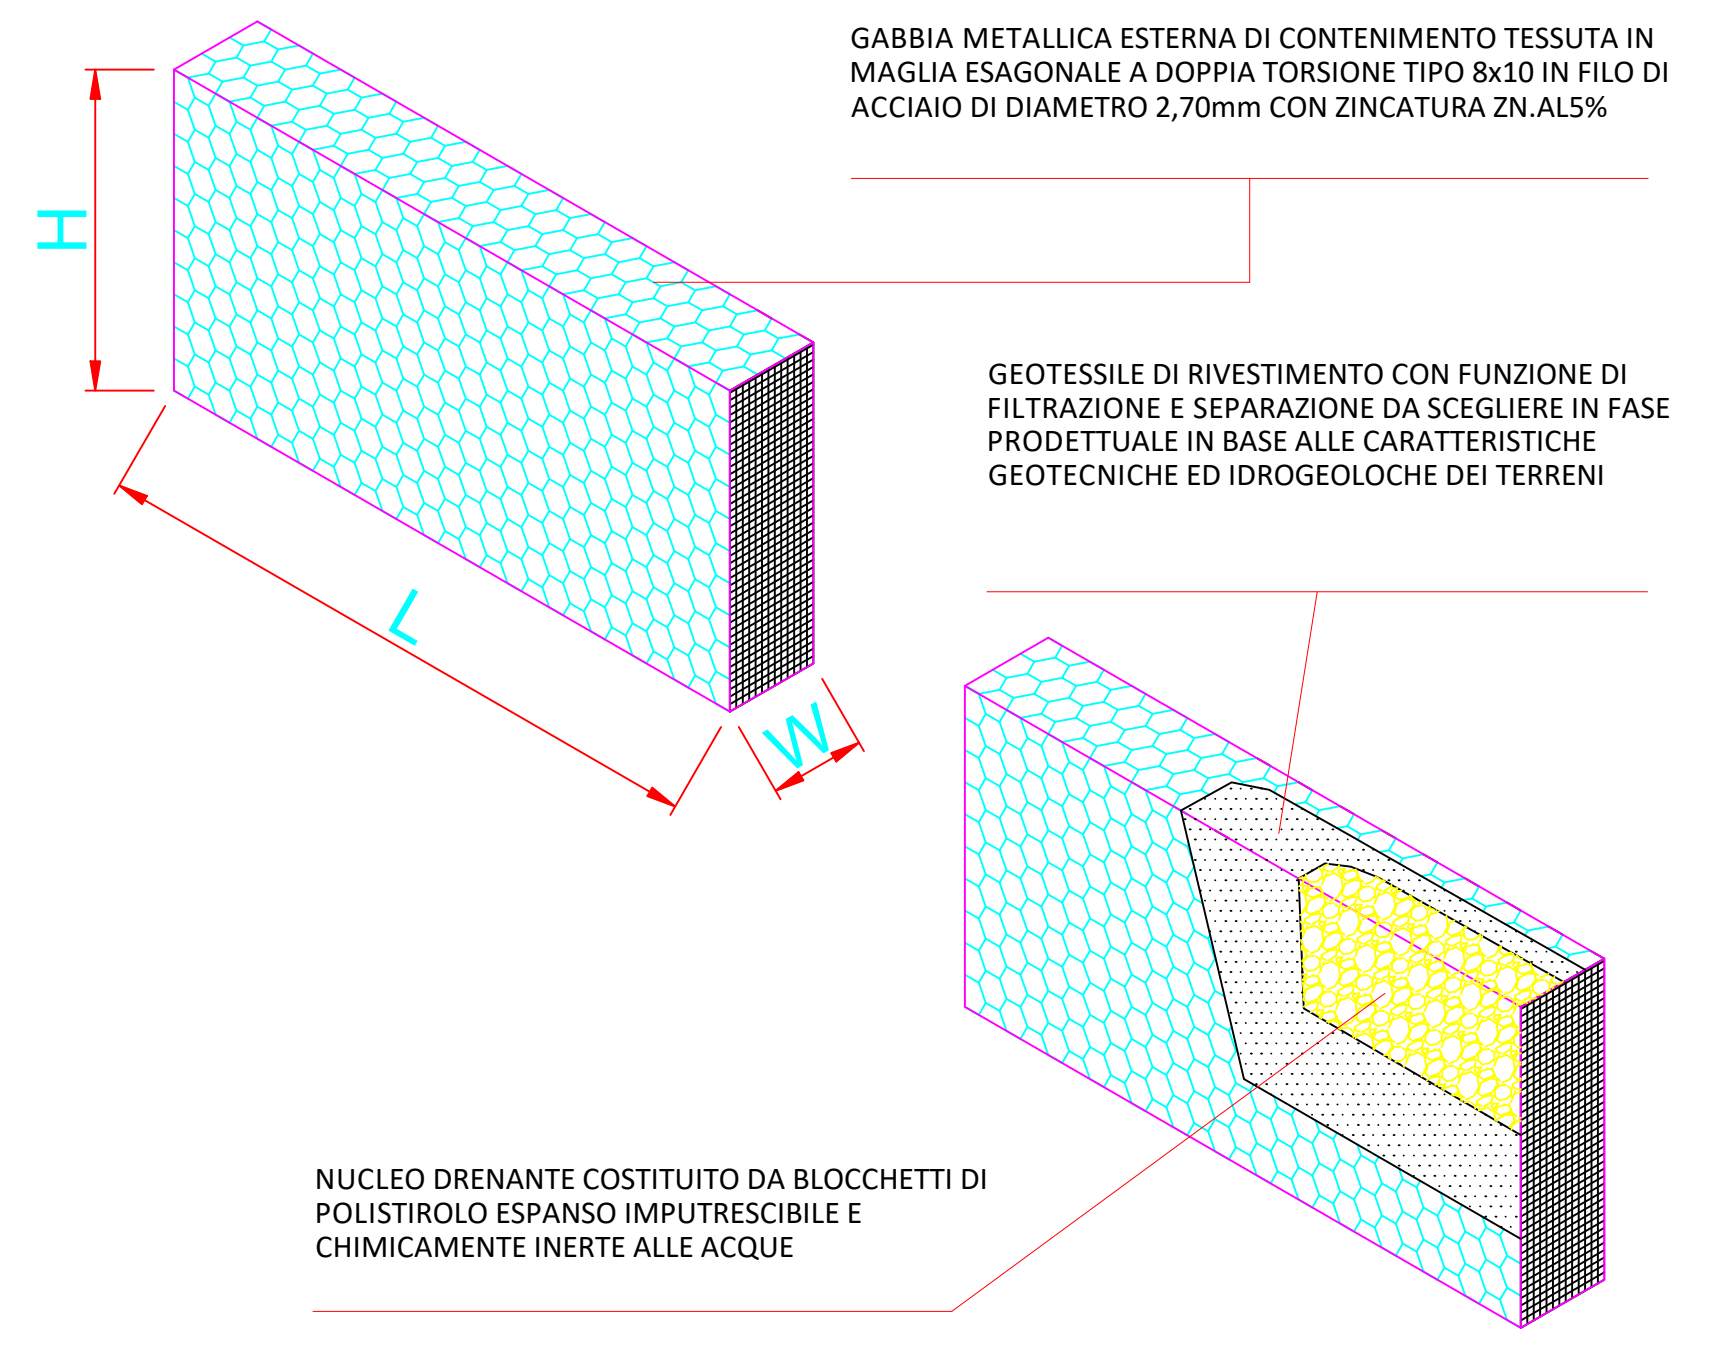 GABBIA METALLICA ESTERNA DI CONTENIMENTO TESSUTA IN
MAGLIA ESAGONALE A DOPPIA TORSIONE TIPO 8x10 IN FILO DI
ACCIAIO DI DIAMETRO 2,70mm CON ZINCATURA ZN.AL5%
H
L
W
GEOTESSILE DI RIVESTIMENTO CON FUNZIONE DI
FILTRAZIONE E SEPARAZIONE DA SCEGLIERE IN FASE
PRODETTUALE IN BASE ALLE CARATTERISTICHE
GEOTECNICHE ED IDROGEOLOCHE DEI TERRENI
NUCLEO DRENANTE COSTITUITO DA BLOCCHETTI DI
POLISTIROLO ESPANSO IMPUTRESCIBILE E
CHIMICAMENTE INERTE ALLE ACQUE